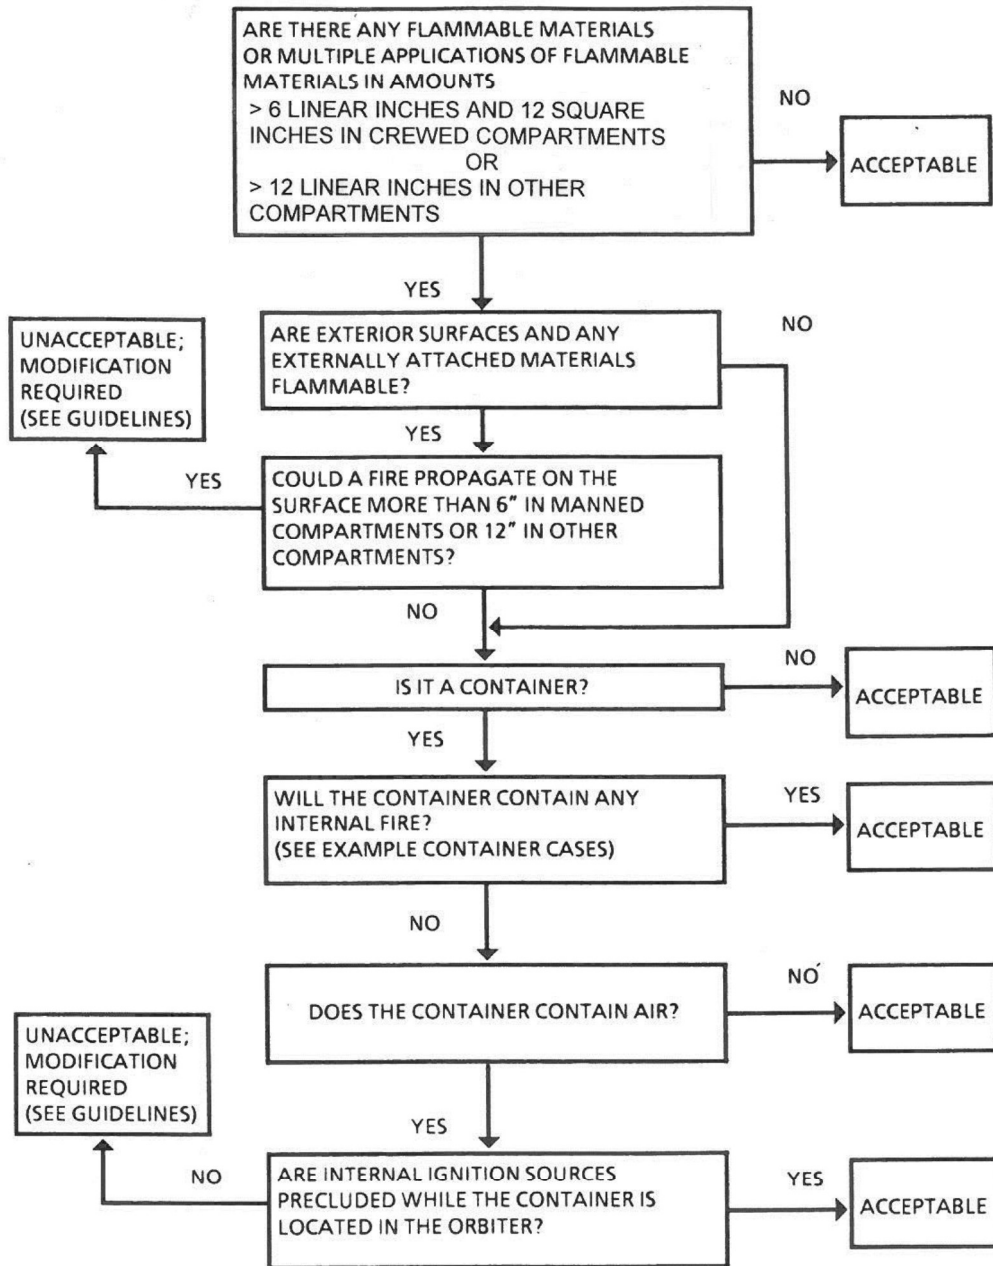 ARE THERE ANY FLAMMABLE MATERIALS
OR MULTIPLE APPLICATIONS OF FLAMMABLE
MATERIALS IN AMOUNTS
> 6 LINEAR INCHES AND 12 SQUARE
INCHES IN CREWED COMPARTMENTS
OR
> 12 LINEAR INCHES IN OTHER
COMPARTMENTS
NO
ACCEPTABLE
YES
ARE EXTERIOR SURFACES AND ANY
EXTERNALLY ATTACHED MATERIALS
FLAMMABLE?
NO
UNACCEPTABLE;
MODIFICATION
REQUIRED
(SEE GUIDELINES)
YES
YES
COULD A FIRE PROPAGATE ON THE
SURFACE MORE THAN 6″ IN MANNED
COMPARTMENTS OR 12″ IN OTHER
COMPARTMENTS?
NO
IS IT A CONTAINER?
NO
ACCEPTABLE
YES
WILL THE CONTAINER CONTAIN ANY
INTERNAL FIRE?
(SEE EXAMPLE CONTAINER CASES)
YES
ACCEPTABLE
NO
DOES THE CONTAINER CONTAIN AIR?
NO
ACCEPTABLE
UNACCEPTABLE;
MODIFICATION
REQUIRED
(SEE GUIDELINES)
YES
NO
ARE INTERNAL IGNITION SOURCES
PRECLUDED WHILE THE CONTAINER IS
LOCATED IN THE ORBITER?
YES
ACCEPTABLE